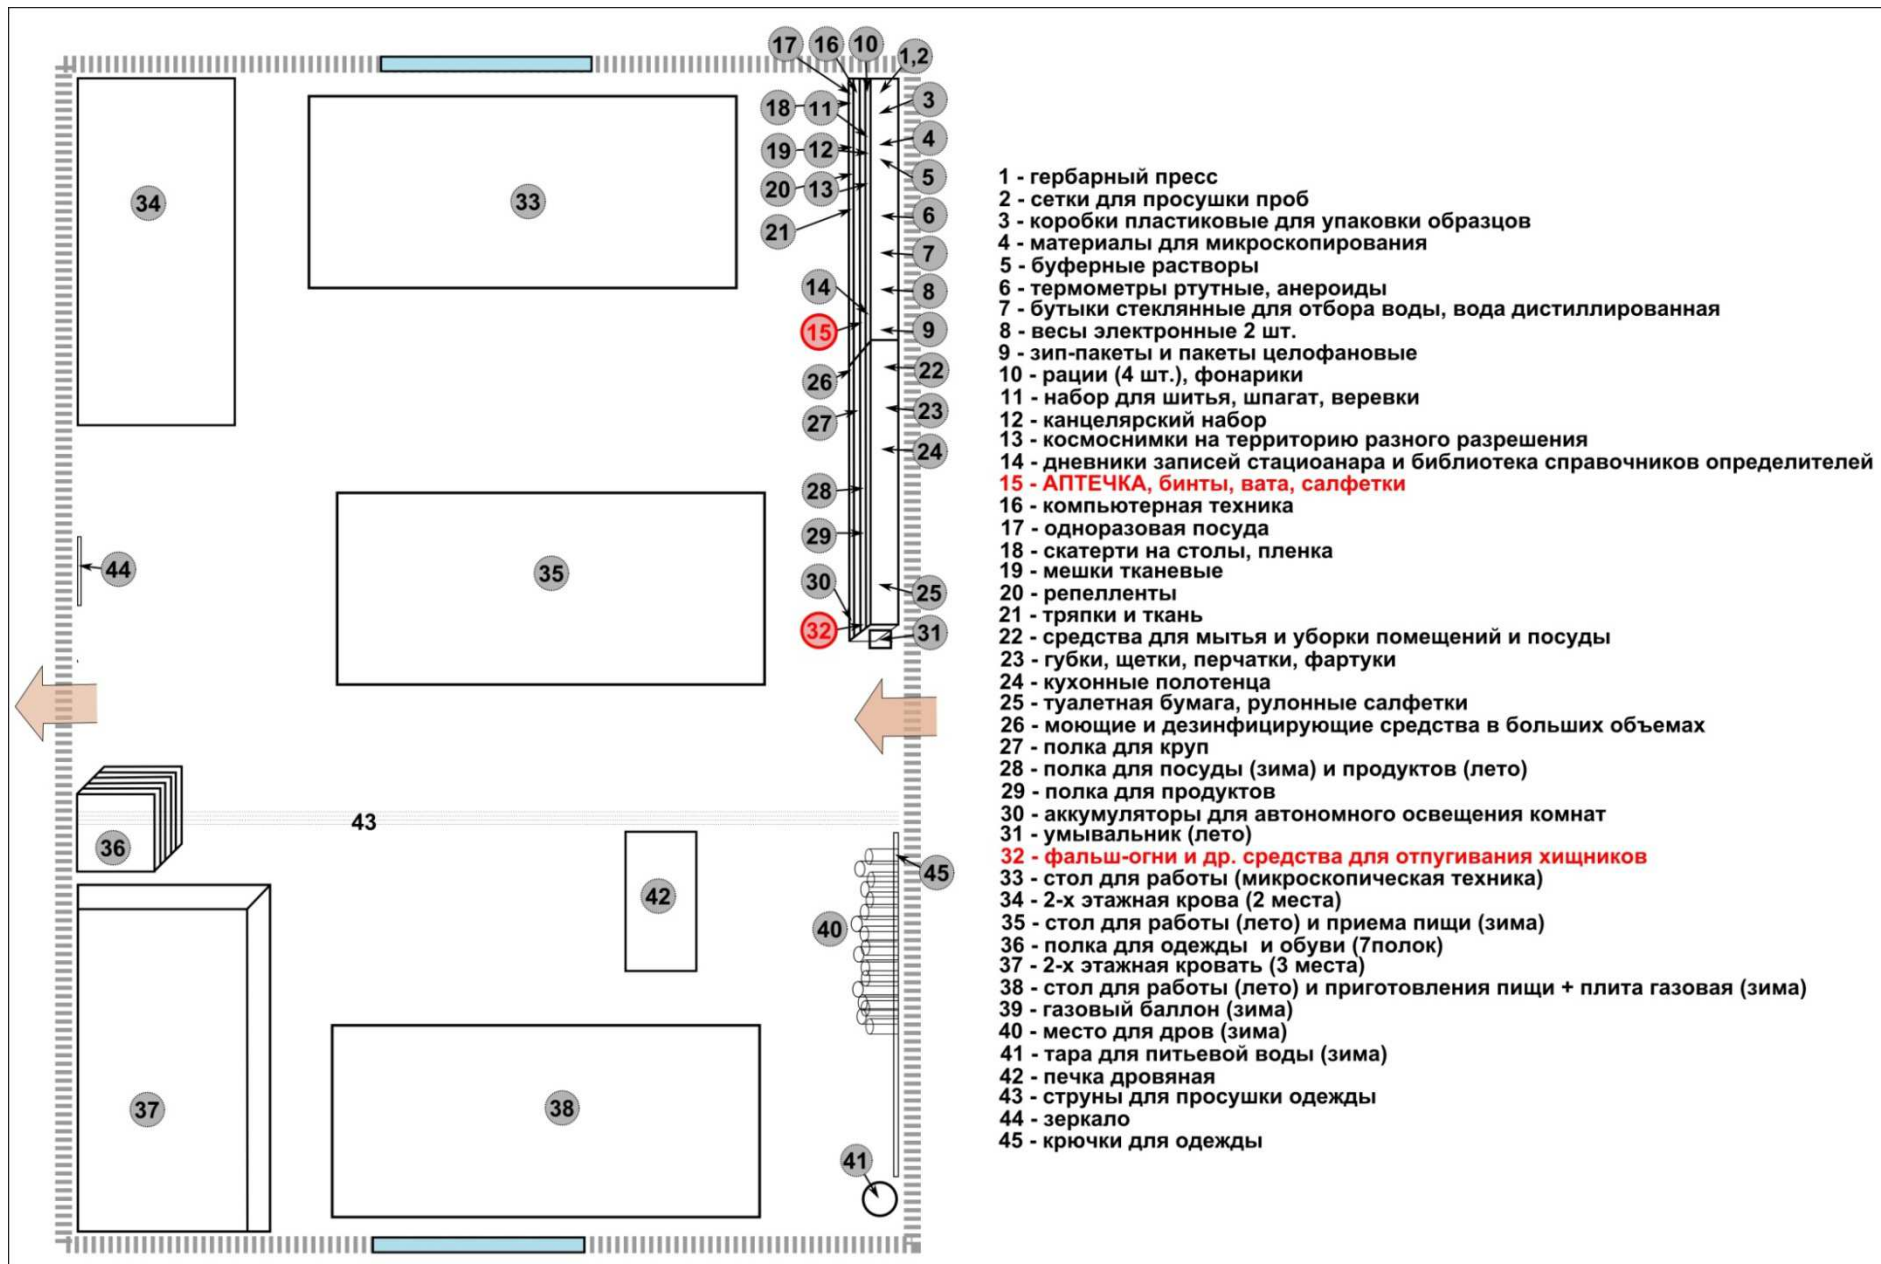 17 16 10 1,2
18 11 3
4
19 12
5
20 13
34
33
6
21
7
14
8
15
9
26
22
27
23
24
28
29
44
35
30
25
32
31
43
36
45
42
40
37
38
41
1 - гербарный пресс
2 - сетки для просушки проб
3 - коробки пластиковые для упаковки образцов
4 - материалы для микроскопирования
5 - буферные растворы
6 - термометры ртутные, анероиды
7 - бутыки стеклянные для отбора воды, вода дистиллированная
8 - весы электронные 2 шт.
9 - зип-пакеты и пакеты целофановые
10 - рации (4 шт.), фонарики
11 - набор для шитья, шпагат, веревки
12 - канцелярский набор
13 - космоснимки на территорию разного разрешения
14 - дневники записей стациоанара и библиотека справочников определителей
15 - АПТЕЧКА, бинты, вата, салфетки
16 - компьютерная техника
17 - одноразовая посуда
18 - скатерти на столы, пленка
19 - мешки тканевые
20 - репелленты
21 - тряпки и ткань
22 - средства для мытья и уборки помещений и посуды
23 - губки, щетки, перчатки, фартуки
24 - кухонные полотенца
25 - туалетная бумага, рулонные салфетки
26 - моющие и дезинфицирующие средства в больших объемах
27 - полка для круп
28 - полка для посуды (зима) и продуктов (лето)
29 - полка для продуктов
30 - аккумуляторы для автономного освещения комнат
31 - умывальник (лето)
32 - фальш-огни и др. средства для отпугивания хищников
33 - стол для работы (микроскопическая техника)
34 - 2-х этажная крова (2 места)
35 - стол для работы (лето) и приема пищи (зима)
36 - полка для одежды и обуви (7полок)
37 - 2-х этажная кровать (3 места)
38 - стол для работы (лето) и приготовления пищи + плита газовая (зима)
39 - газовый баллон (зима)
40 - место для дров (зима)
41 - тара для питьевой воды (зима)
42 - печка дровяная
43 - струны для просушки одежды
44 - зеркало
45 - крючки для одежды